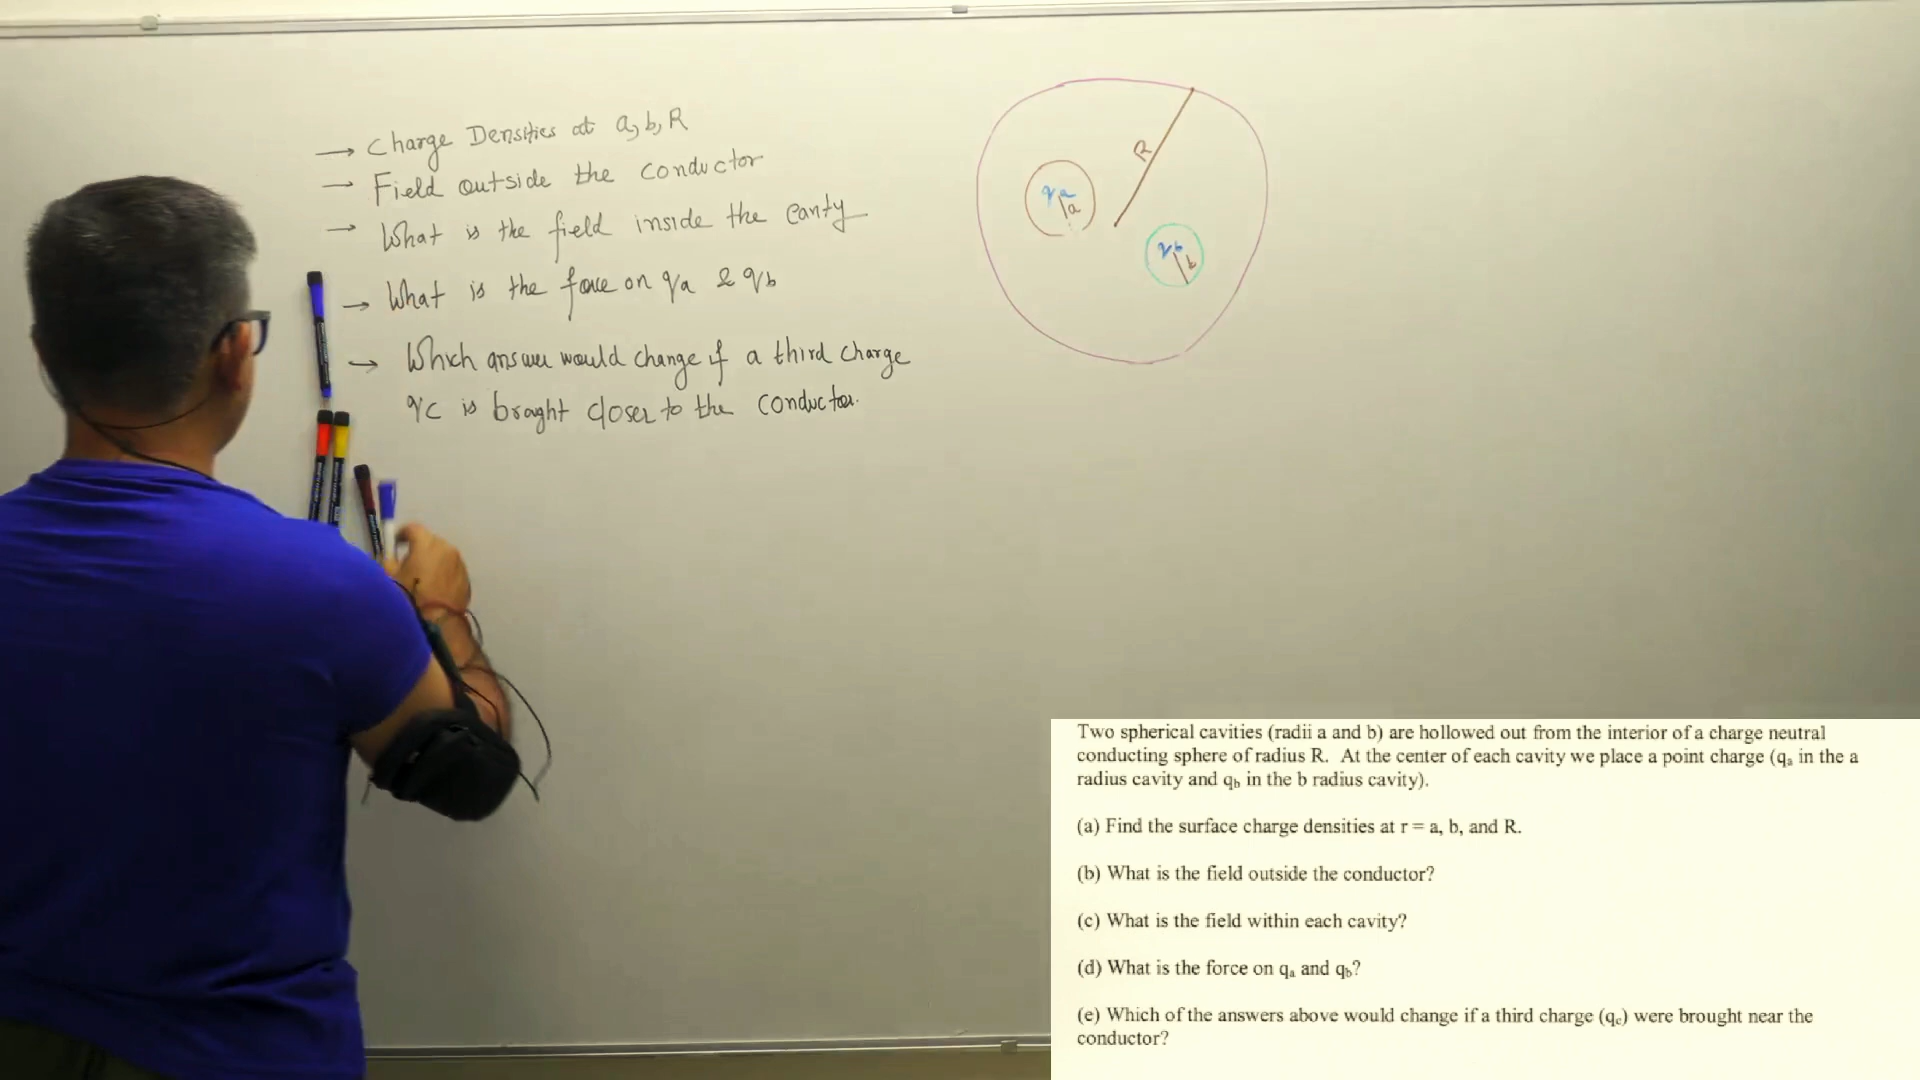 → Charge Densities at a, b, R
→ Field outside the conductor
→ What is the field inside the cavity
→ What is the force on qa & qb
→ Which answer would change if a third charge
qc is braght closer to the conductor.
R
qa
a
qb
b
Two spherical cavities (radii a and b) are hollowed out from the interior of a charge neutral
conducting sphere of radius R. At the center of each cavity we place a point charge (qₐ in the a
radius cavity and q_b in the b radius cavity).
(a) Find the surface charge densities at r = a, b, and R.
(b) What is the field outside the conductor?
(c) What is the field within each cavity?
(d) What is the force on qₐ and q_b?
(e) Which of the answers above would change if a third charge (q_c) were brought near the
conductor?